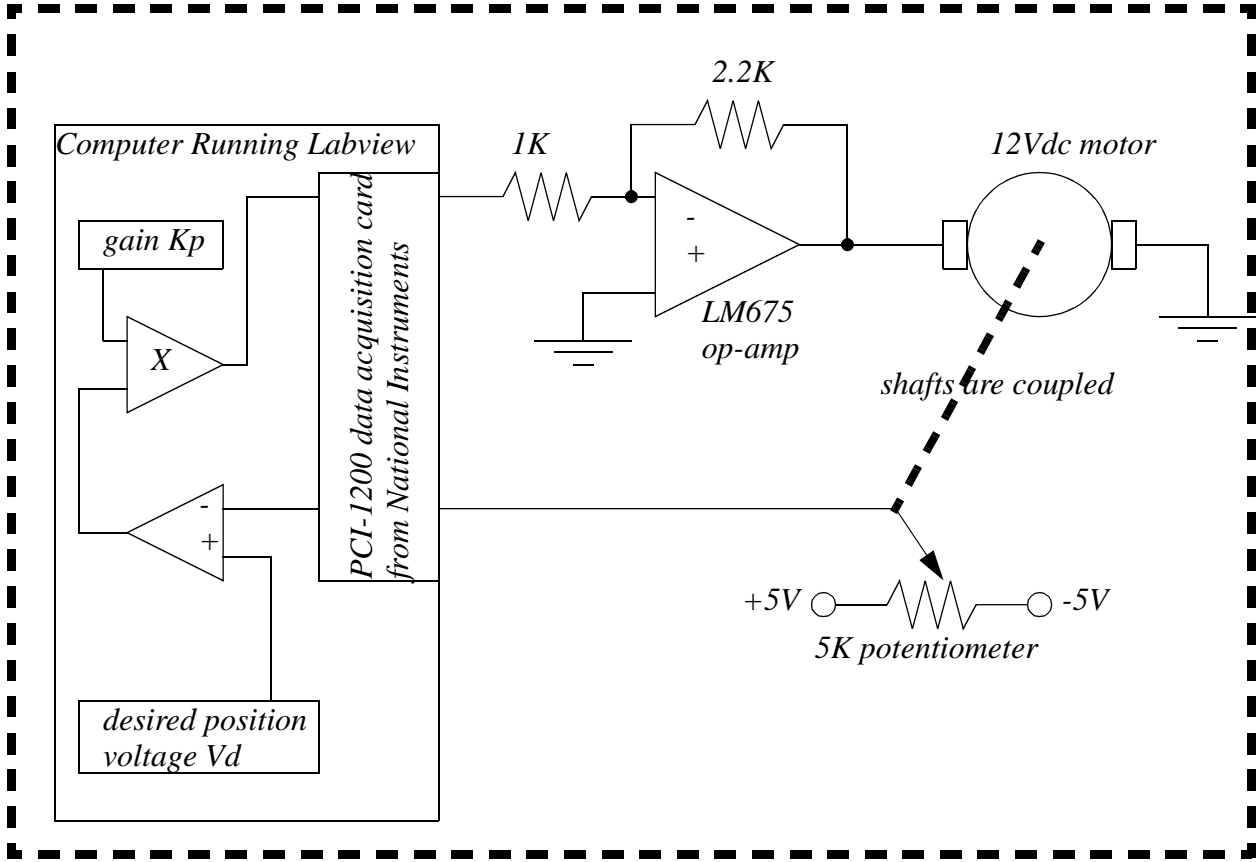 2.2K
Computer Running Labview
1K
12Vdc motor
gain Kp
PCI-1200 data acquisition card
from National Instruments
-
+
LM675
op-amp
X
shafts are coupled
-
+
+5V
-5V
5K potentiometer
desired position
voltage Vd